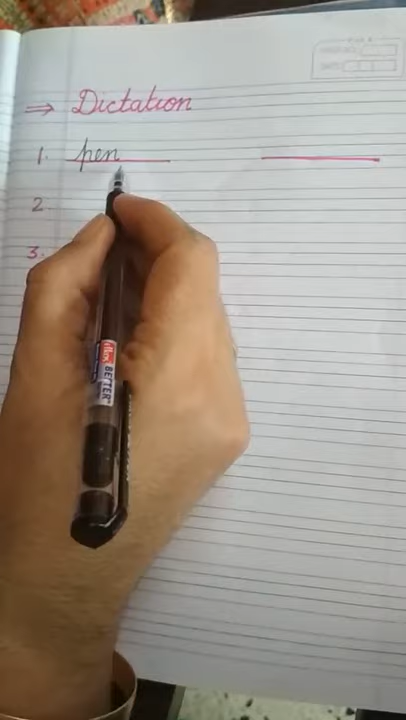 ⇒ Dictation
1. pen
2.
3.
BETTER